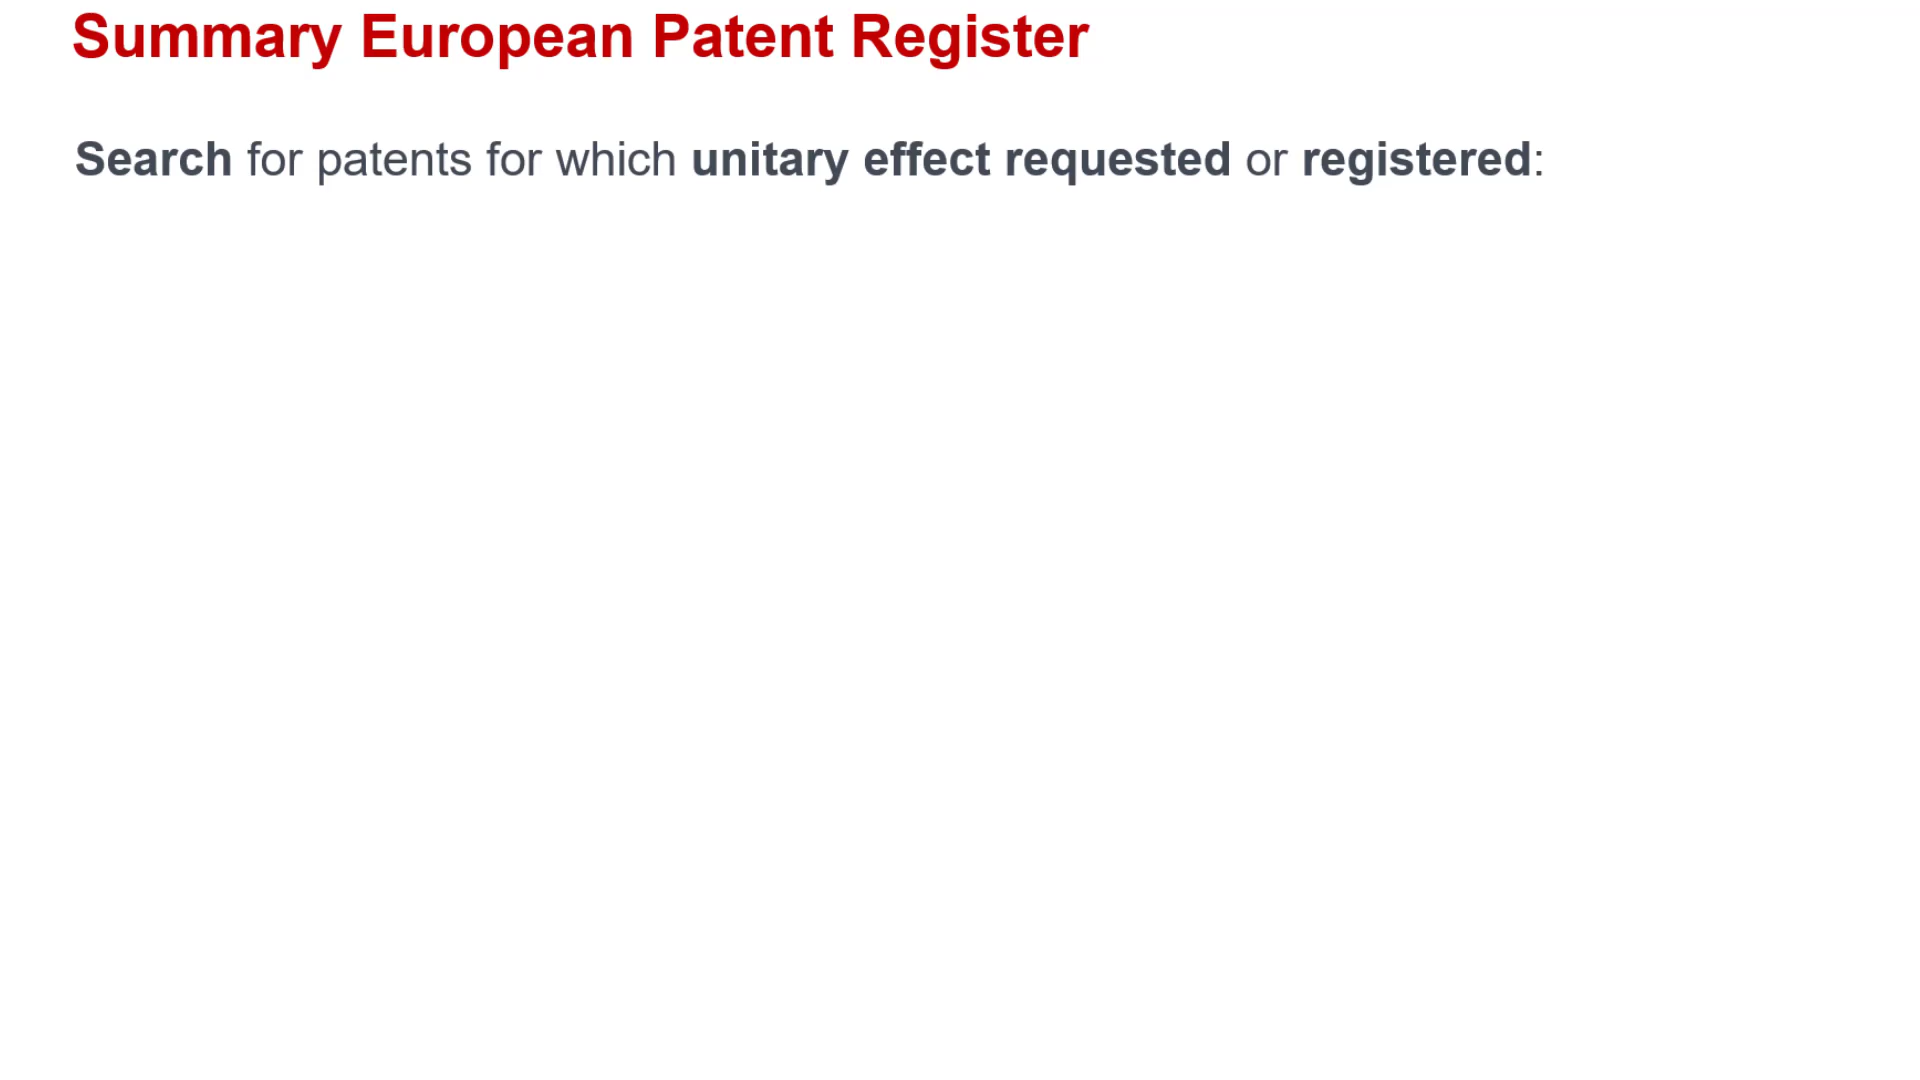 Summary European Patent Register
Search for patents for which unitary effect requested or registered: